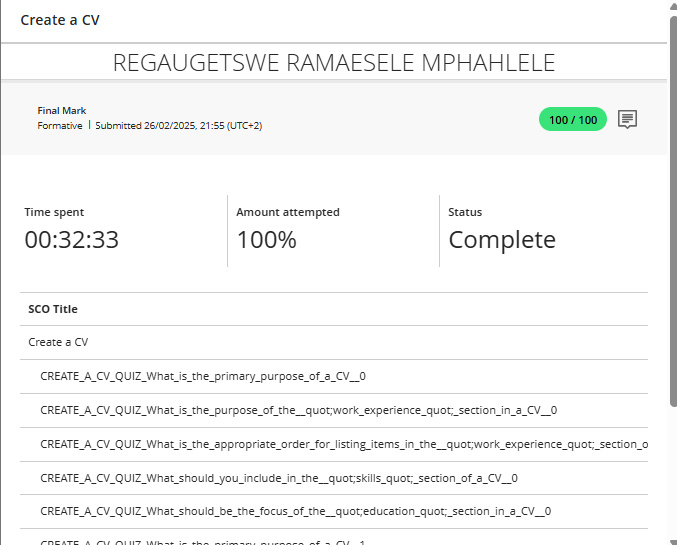 Create a CV
REGAUGETSWE RAMAESELE MPHAHLELE
Final Mark
Formative | Submitted 26/02/2025, 21:55 (UTC+2)
100 / 100
Time spent
00:32:33
Amount attempted
100%
Status
Complete
SCO Title
Create a CV
CREATE_A_CV_QUIZ_What_is_the_primary_purpose_of_a_CV__0
CREATE_A_CV_QUIZ_What_is_the_purpose_of_the__quot;work_experience_quot;_section_in_a_CV__0
CREATE_A_CV_QUIZ_What_is_the_appropriate_order_for_listing_items_in_the__quot;work_experience_quot;_section_o
CREATE_A_CV_QUIZ_What_should_you_include_in_the__quot;skills_quot;_section_of_a_CV__0
CREATE_A_CV_QUIZ_What_should_be_the_focus_of_the__quot;education_quot;_section_in_a_CV__0
CREATE_A_CV_QUIZ_What_is_the_primary_purpose_of_a_CV__1